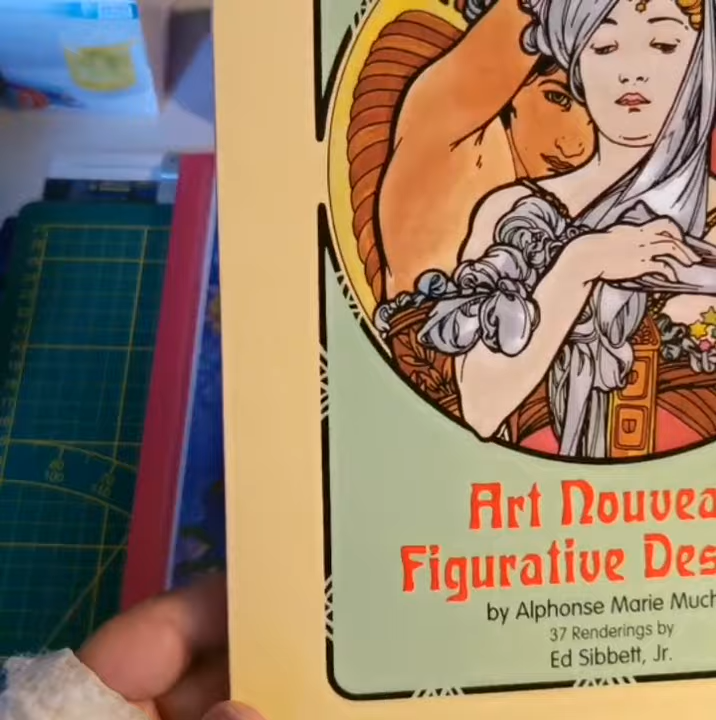 Art Nouvea
Figurative Des
by Alphonse Marie Much
37 Renderings by
Ed Sibbett, Jr.